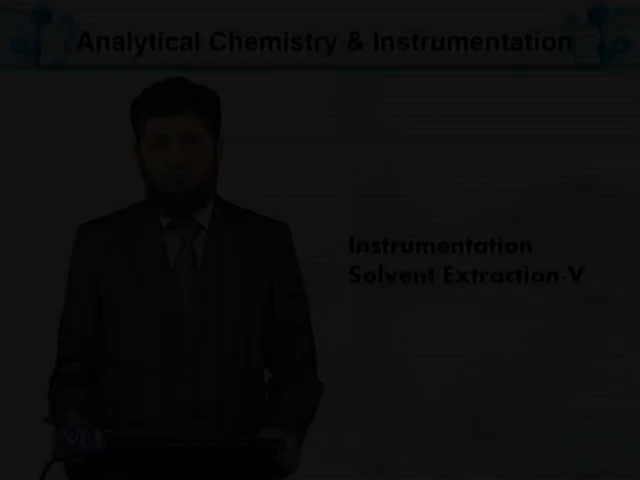 Analytical Chemistry & Instrumentation
Instrumentation
Solvent Extraction-V